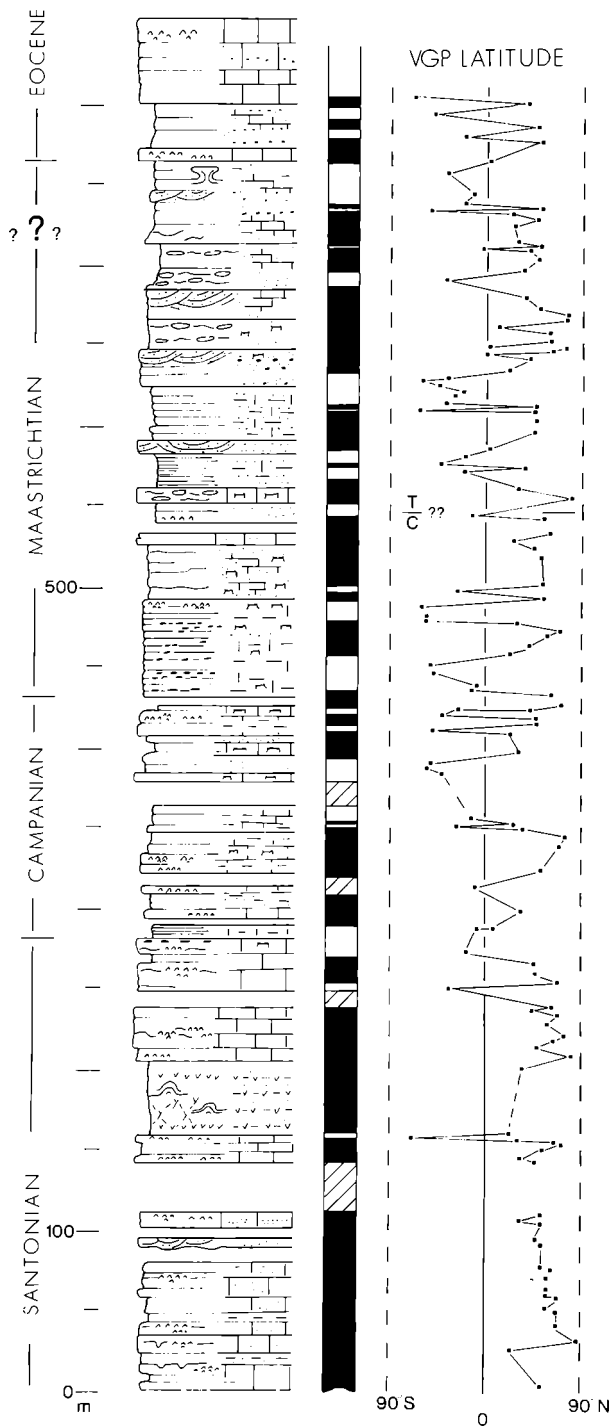 VGP LATITUDE
EOCENE
? ? ?
MAASTRICHTIAN
T
C ??
500
CAMPANIAN
SANTONIAN
100
0
m
90°S
0
90°N